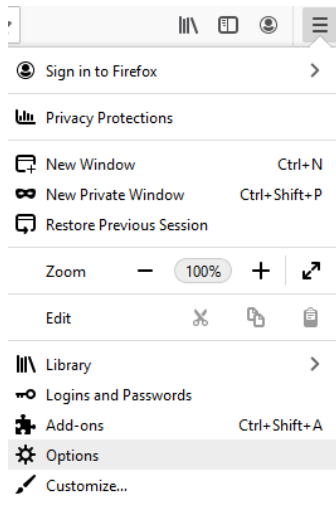 Sign in to Firefox
Privacy Protections
New Window Ctrl+N
New Private Window Ctrl+Shift+P
Restore Previous Session
Zoom 100%
Edit
Library
Logins and Passwords
Add-ons Ctrl+Shift+A
Options
Customize...